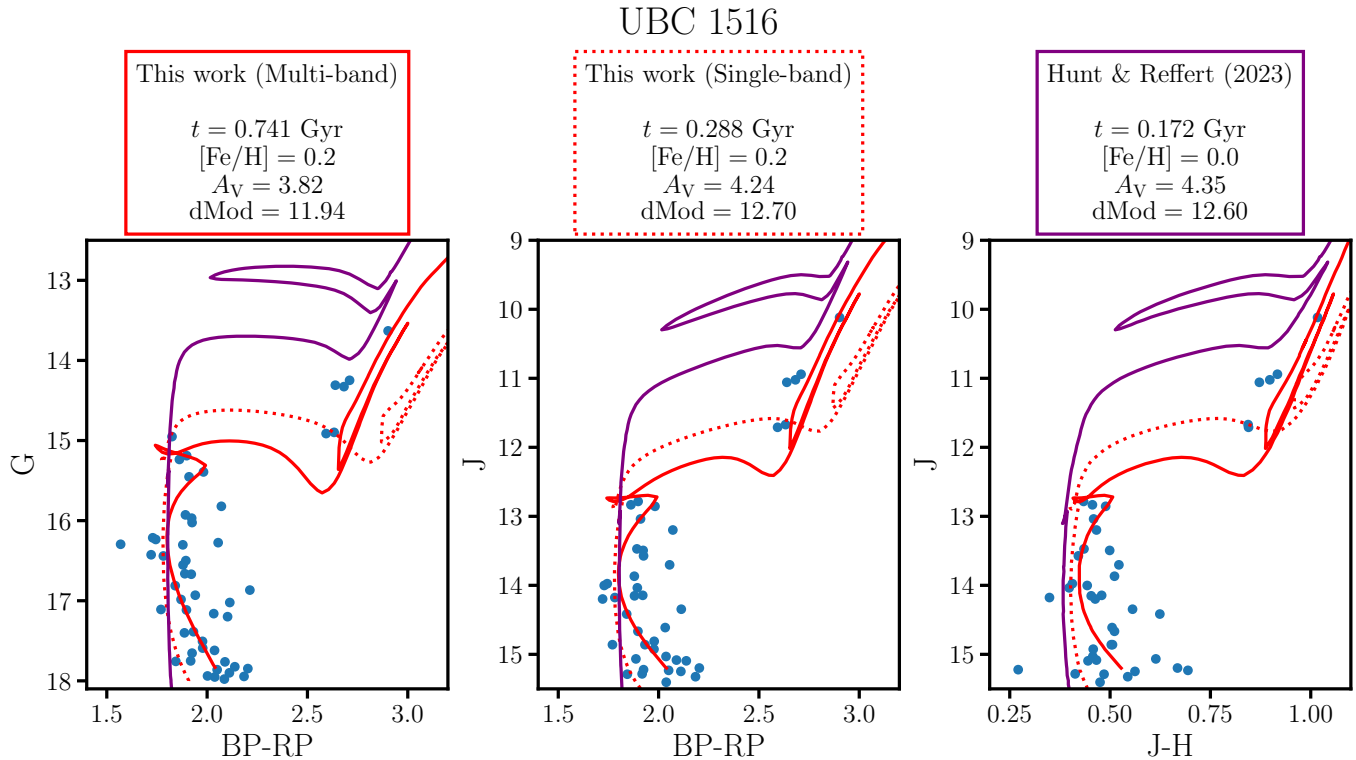 UBC 1516
This work (Multi-band)
t = 0.741 Gyr
[Fe/H] = 0.2
A_V = 3.82
dMod = 11.94
This work (Single-band)
t = 0.288 Gyr
[Fe/H] = 0.2
A_V = 4.24
dMod = 12.70
Hunt & Reffert (2023)
t = 0.172 Gyr
[Fe/H] = 0.0
A_V = 4.35
dMod = 12.60
G
13
14
15
16
17
18
1.5 2.0 2.5 3.0
BP-RP
J
9
10
11
12
13
14
15
1.5 2.0 2.5 3.0
BP-RP
J
9
10
11
12
13
14
15
0.25 0.50 0.75 1.00
J-H